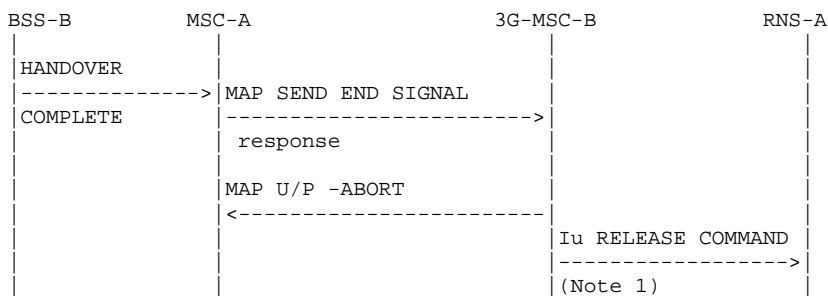 BSS-B MSC-A 3G-MSC-B RNS-A
HANDOVER
MAP SEND END SIGNAL
COMPLETE
response
MAP U/P -ABORT
Iu RELEASE COMMAND
(Note 1)